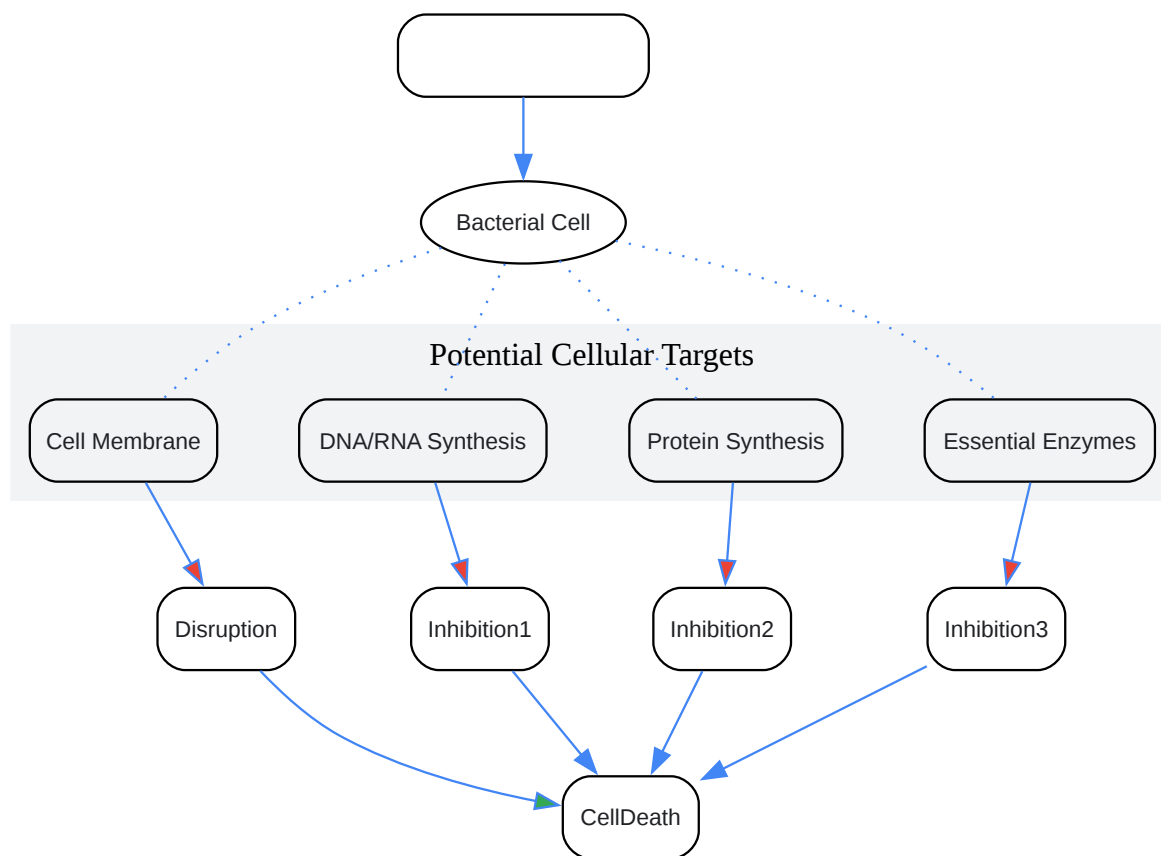 Bacterial Cell
Potential Cellular Targets
Cell Membrane
DNA/RNA Synthesis
Protein Synthesis
Essential Enzymes
Disruption
Inhibition1
Inhibition2
Inhibition3
CellDeath